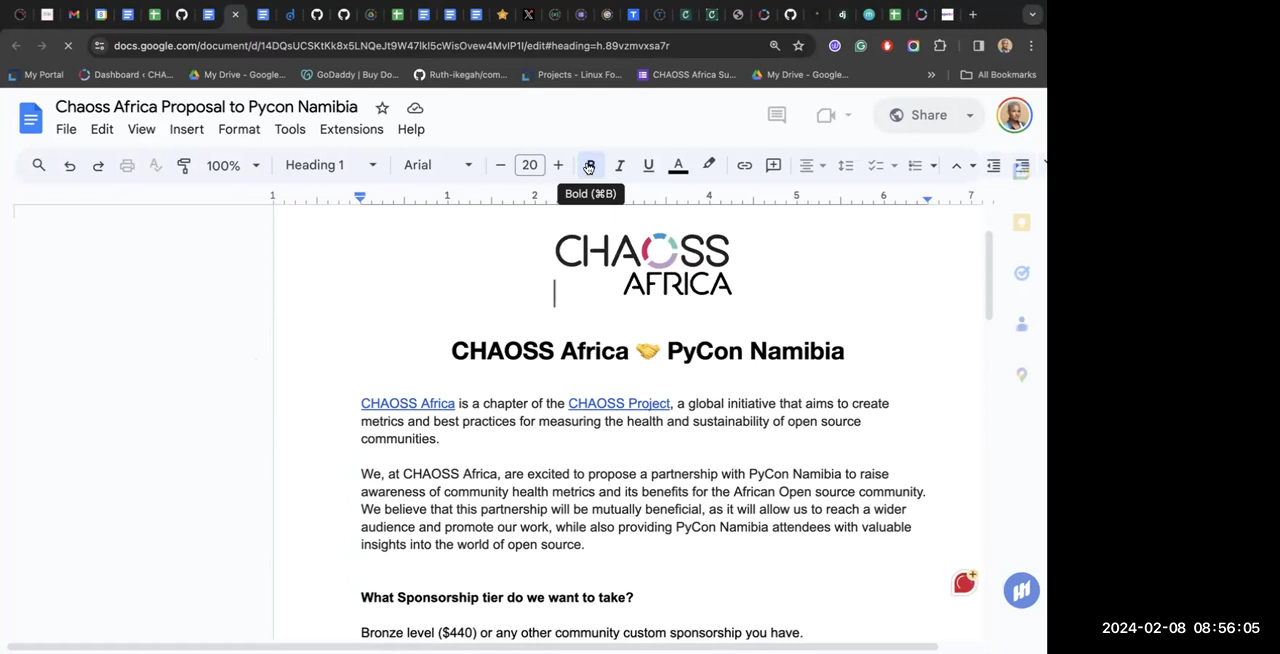 docs.google.com/document/d/14DQsUCSKtKk8x5LNQeJt9W47lkl5cWisOvew4MvlP1I/edit#heading=h.89vzmvxsa7r
My Portal
Dashboard < CHA...
My Drive - Google...
GoDaddy | Buy Do...
Ruth-ikegah/com...
Projects - Linux Fo...
CHAOSS Africa Su...
My Drive - Google...
»
All Bookmarks
Chaoss Africa Proposal to Pycon Namibia
Share
File Edit View Insert Format Tools Extensions Help
100% Heading 1 Arial — 20 + B I U A
Bold (⌘B)
1 1 2 4 5 6 7
CHAOSS
AFRICA
CHAOSS Africa 🤝 PyCon Namibia
CHAOSS Africa is a chapter of the CHAOSS Project, a global initiative that aims to create
metrics and best practices for measuring the health and sustainability of open source
communities.
We, at CHAOSS Africa, are excited to propose a partnership with PyCon Namibia to raise
awareness of community health metrics and its benefits for the African Open source community.
We believe that this partnership will be mutually beneficial, as it will allow us to reach a wider
audience and promote our work, while also providing PyCon Namibia attendees with valuable
insights into the world of open source.
What Sponsorship tier do we want to take?
Bronze level ($440) or any other community custom sponsorship you have.
2024-02-08 08:56:05